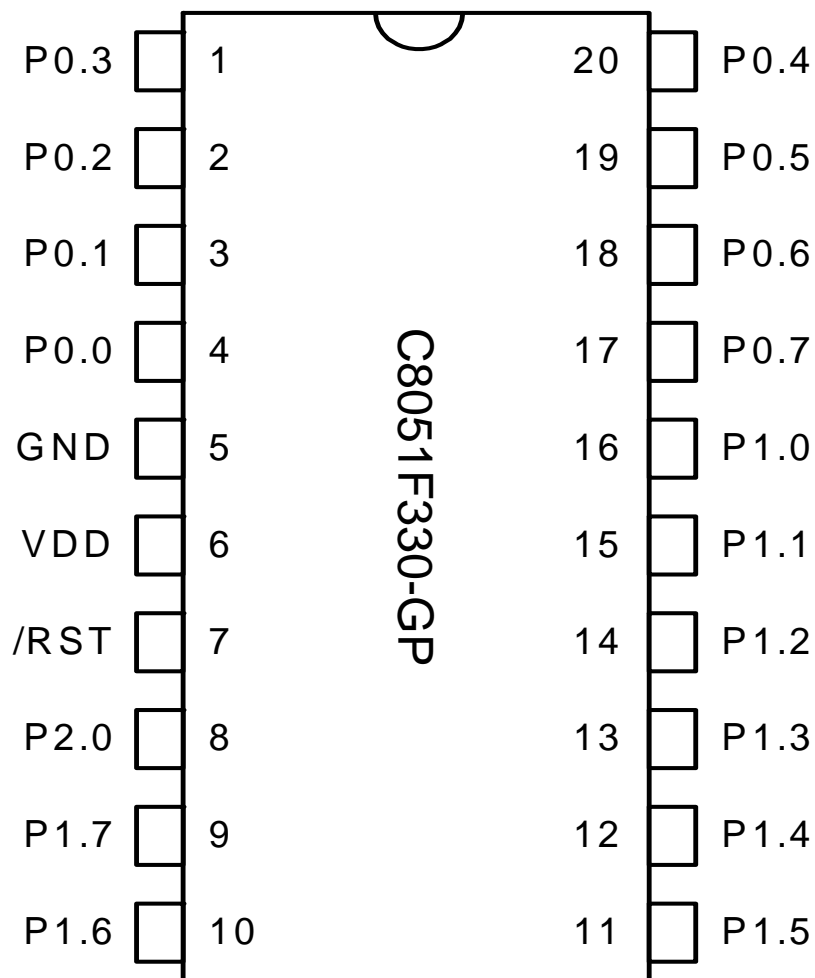 P0.3 1 20 P0.4
P0.2 2 19 P0.5
P0.1 3 18 P0.6
P0.0 4 17 P0.7
GND 5 16 P1.0
VDD 6 15 P1.1
/RST 7 14 P1.2
P2.0 8 13 P1.3
P1.7 9 12 P1.4
P1.6 10 11 P1.5
C8051F330-GP